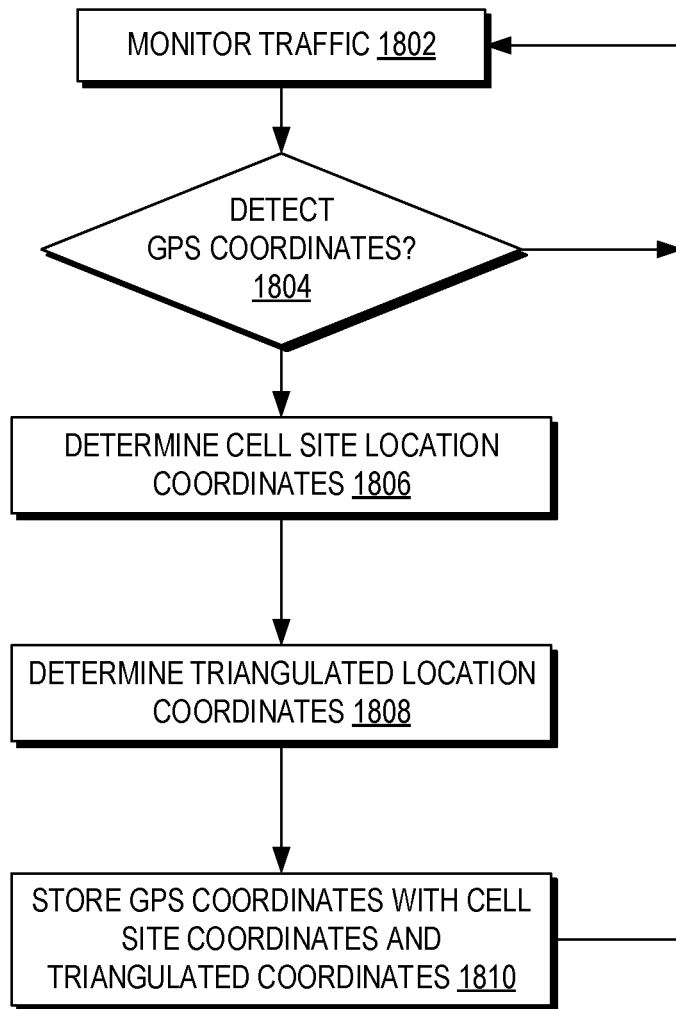 MONITOR TRAFFIC 1802
DETECT
GPS COORDINATES?
1804
DETERMINE CELL SITE LOCATION
COORDINATES 1806
DETERMINE TRIANGULATED LOCATION
COORDINATES 1808
STORE GPS COORDINATES WITH CELL
SITE COORDINATES AND
TRIANGULATED COORDINATES 1810